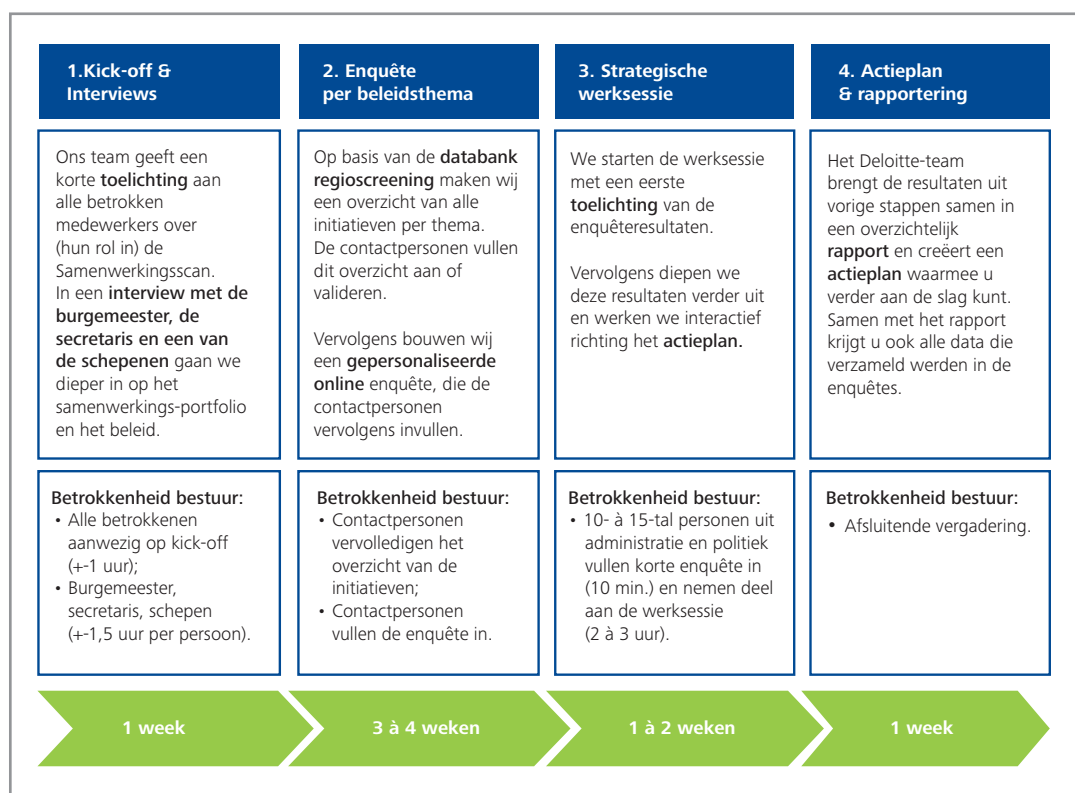 1.Kick-off &
Interviews
Ons team geeft een
korte toelichting aan
alle betrokken
medewerkers over
(hun rol in) de
Samenwerkingsscan.
In een interview met de
burgemeester, de
secretaris en een van
de schepenen gaan we
dieper in op het
samenwerkings-portfolio
en het beleid.
Betrokkenheid bestuur:
• Alle betrokkenen
aanwezig op kick-off
(+-1 uur);
• Burgemeester,
secretaris, schepen
(+-1,5 uur per persoon).
1 week
2. Enquête
per beleidsthema
Op basis van de databank
regioscreening maken wij
een overzicht van alle
initiatieven per thema.
De contactpersonen vullen
dit overzicht aan of
valideren.
Vervolgens bouwen wij
een gepersonaliseerde
online enquête, die de
contactpersonen
vervolgens invullen.
Betrokkenheid bestuur:
• Contactpersonen
vervolledigen het
overzicht van de
initiatieven;
• Contactpersonen
vullen de enquête in.
3 à 4 weken
3. Strategische
werksessie
We starten de werksessie
met een eerste
toelichting van de
enquêteresultaten.
Vervolgens diepen we
deze resultaten verder uit
en werken we interactief
richting het actieplan.
Betrokkenheid bestuur:
• 10- à 15-tal personen uit
administratie en politiek
vullen korte enquête in
(10 min.) en nemen deel
aan de werksessie
(2 à 3 uur).
1 à 2 weken
4. Actieplan
& rapportering
Het Deloitte-team
brengt de resultaten uit
vorige stappen samen in
een overzichtelijk
rapport en creëert een
actieplan waarmee u
verder aan de slag kunt.
Samen met het rapport
krijgt u ook alle data die
verzameld werden in de
enquêtes.
Betrokkenheid bestuur:
• Afsluitende vergadering.
1 week